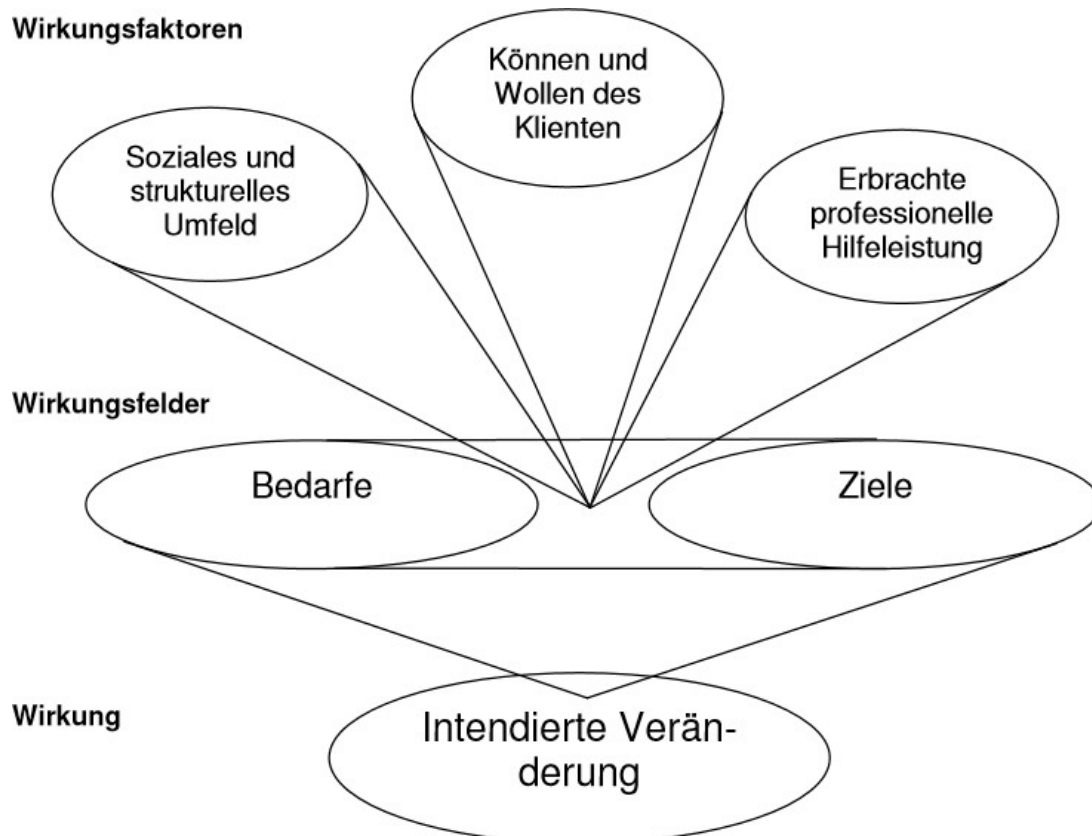 Wirkungsfaktoren
Können und
Wollen des
Klienten
Soziales und
strukturelles
Umfeld
Erbrachte
professionelle
Hilfeleistung
Wirkungsfelder
Bedarfe
Ziele
Wirkung
Intendierte Verän-
derung